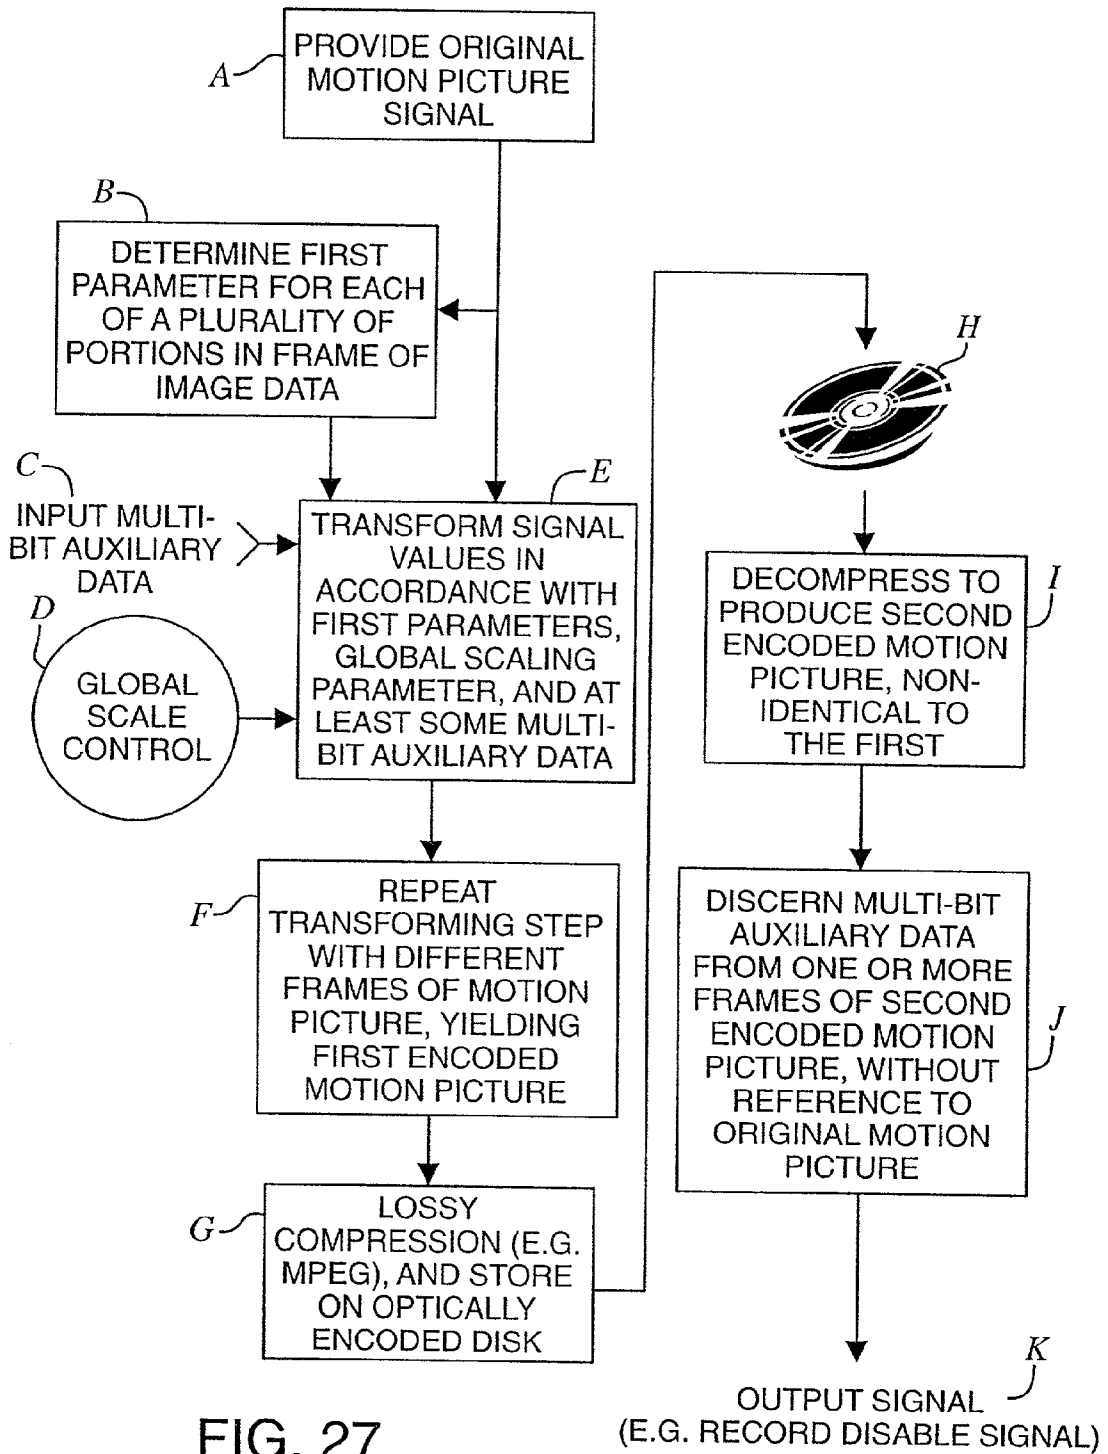 A
PROVIDE ORIGINAL
MOTION PICTURE
SIGNAL
B
DETERMINE FIRST
PARAMETER FOR EACH
OF A PLURALITY OF
PORTIONS IN FRAME OF
IMAGE DATA
C
INPUT MULTI-
BIT AUXILIARY
DATA
D
GLOBAL
SCALE
CONTROL
E
TRANSFORM SIGNAL
VALUES IN
ACCORDANCE WITH
FIRST PARAMETERS,
GLOBAL SCALING
PARAMETER, AND AT
LEAST SOME MULTI-
BIT AUXILIARY DATA
F
REPEAT
TRANSFORMING STEP
WITH DIFFERENT
FRAMES OF MOTION
PICTURE, YIELDING
FIRST ENCODED
MOTION PICTURE
G
LOSSY
COMPRESSION (E.G.
MPEG), AND STORE
ON OPTICALLY
ENCODED DISK
H
I
DECOMPRESS TO
PRODUCE SECOND
ENCODED MOTION
PICTURE, NON-
IDENTICAL TO
THE FIRST
J
DISCERN MULTI-BIT
AUXILIARY DATA
FROM ONE OR MORE
FRAMES OF SECOND
ENCODED MOTION
PICTURE, WITHOUT
REFERENCE TO
ORIGINAL MOTION
PICTURE
K
OUTPUT SIGNAL
(E.G. RECORD DISABLE SIGNAL)
FIG. 27